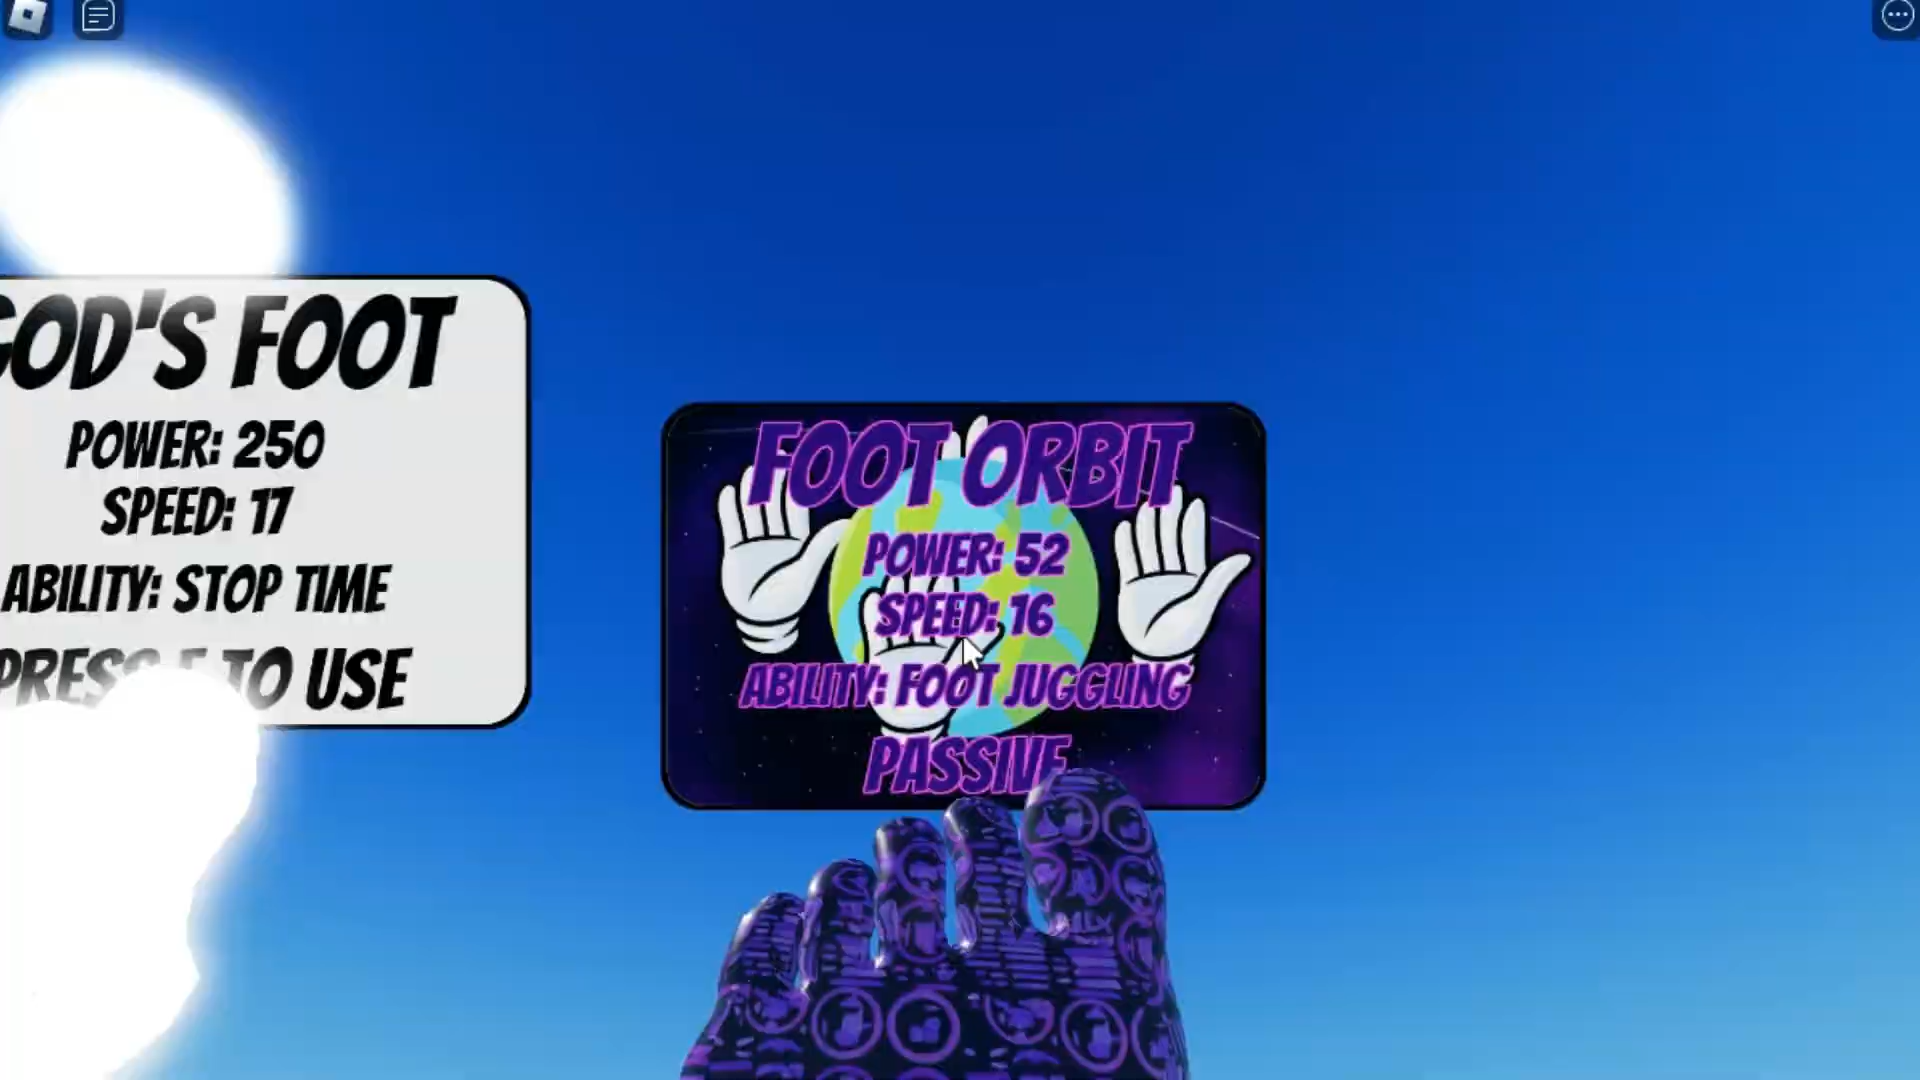 GOD'S FOOT
POWER: 250
SPEED: 17
ABILITY: STOP TIME
PRESS E TO USE
FOOT ORBIT
POWER: 52
SPEED: 16
ABILITY: FOOT JUGGLING
PASSIVE